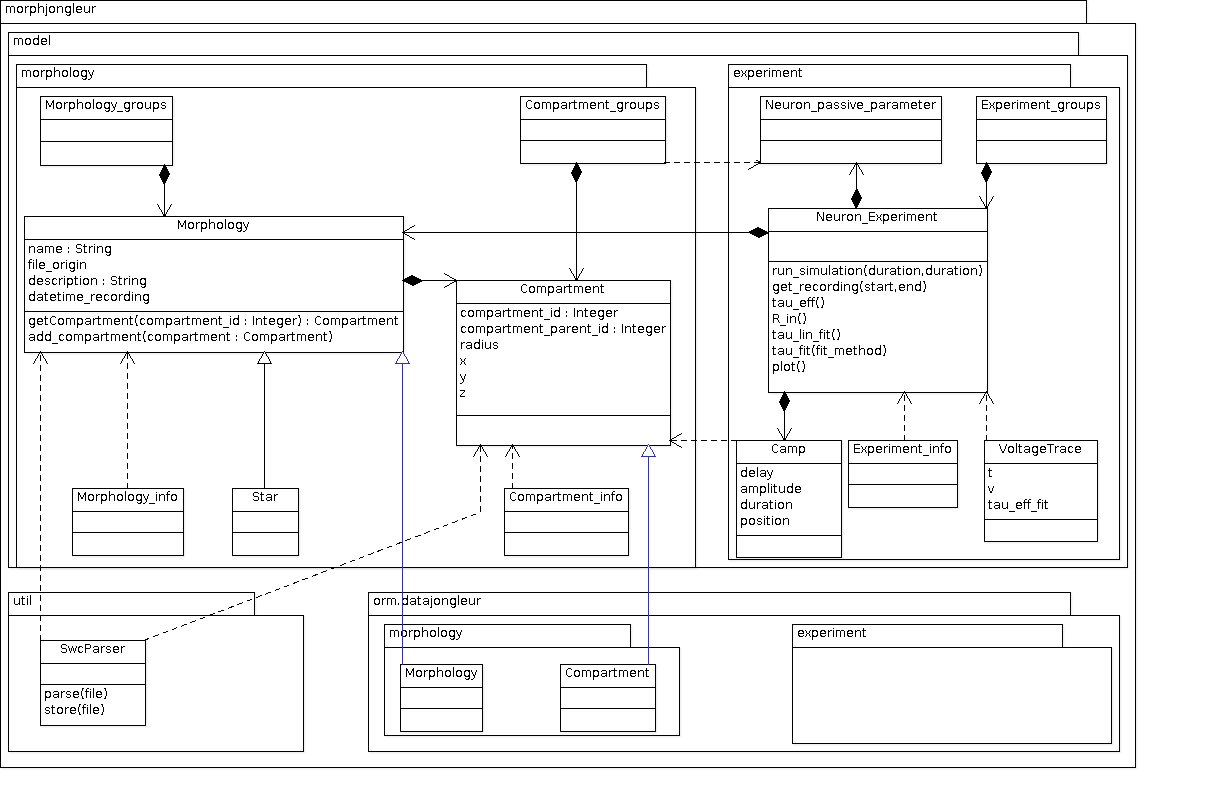 morphjongleur
model
morphology
experiment
Morphology_groups
Compartment_groups
Neuron_passive_parameter
Experiment_groups
Morphology
name : String
file_origin
description : String
datetime_recording
getCompartment(compartment_id : Integer) : Compartment
add_compartment(compartment : Compartment)
Compartment
compartment_id : Integer
compartment_parent_id : Integer
radius
x
y
z
Neuron_Experiment
run_simulation(duration,duration)
get_recording(start,end)
tau_eff()
R_in()
tau_lin_fit()
tau_fit(fit_method)
plot()
Morphology_info
Star
Compartment_info
Camp
delay
amplitude
duration
position
Experiment_info
VoltageTrace
t
v
tau_eff_fit
util
SwcParser
parse(file)
store(file)
orm.datajongleur
morphology
Morphology
Compartment
experiment